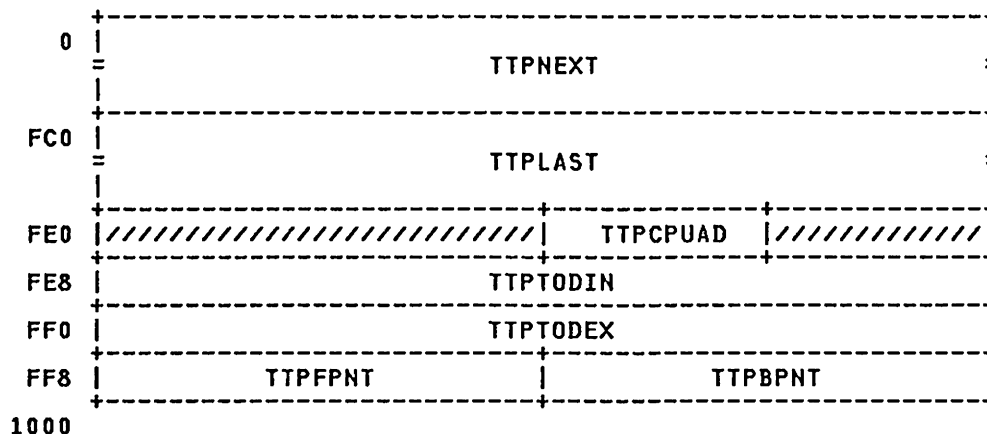 +-----------------------------------------------
   0 |
     =                    TTPNEXT                    =
     |
     +-----------------------------------------------
 FC0 |
     =                    TTPLAST                    =
     |
     +-----------------------+-----------+-----------
 FE0 |///////////////////////|  TTPCPUAD |///////////
     +-----------------------+-----------+-----------
 FE8 |                    TTPTODIN
     +-----------------------------------------------
 FF0 |                    TTPTODEX
     +-----------------------+-----------------------
 FF8 |        TTPFPNT        |        TTPBPNT
     +-----------------------+-----------------------
1000